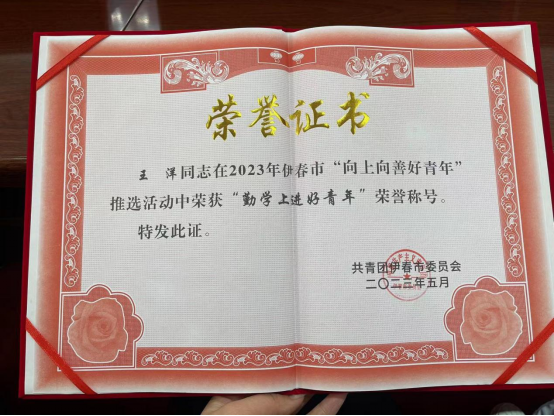 荣誉证书
王 洋同志在2023年伊春市“向上向善好青年”
推选活动中荣获“勤学上进好青年”荣誉称号。
特发此证。
共青团伊春市委员会
二〇二三年五月